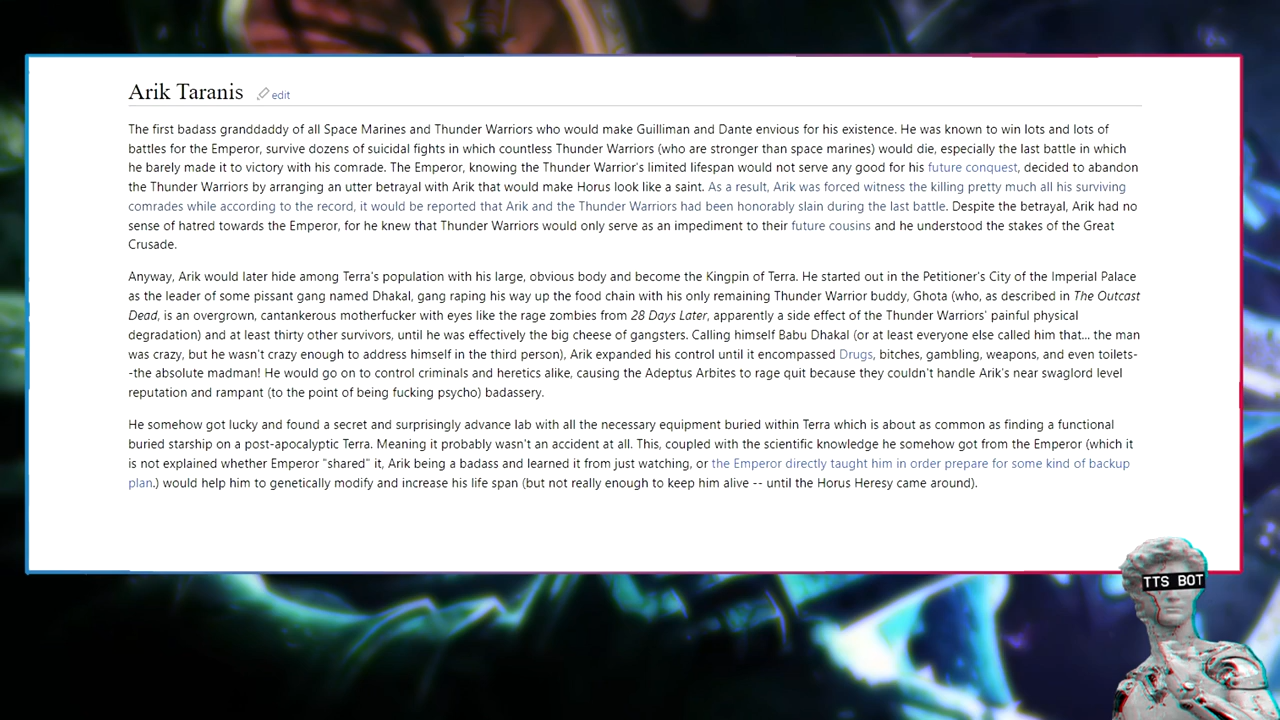 Arik Taranis edit
The first badass granddaddy of all Space Marines and Thunder Warriors who would make Guilliman and Dante envious for his existence. He was known to win lots and lots of
battles for the Emperor, survive dozens of suicidal fights in which countless Thunder Warriors (who are stronger than space marines) would die, especially the last battle in which
he barely made it to victory with his comrade. The Emperor, knowing the Thunder Warrior's limited lifespan would not serve any good for his future conquest, decided to abandon
the Thunder Warriors by arranging an utter betrayal with Arik that would make Horus look like a saint. As a result, Arik was forced witness the killing pretty much all his surviving
comrades while according to the record, it would be reported that Arik and the Thunder Warriors had been honorably slain during the last battle. Despite the betrayal, Arik had no
sense of hatred towards the Emperor, for he knew that Thunder Warriors would only serve as an impediment to their future cousins and he understood the stakes of the Great
Crusade.
Anyway, Arik would later hide among Terra's population with his large, obvious body and become the Kingpin of Terra. He started out in the Petitioner's City of the Imperial Palace
as the leader of some pissant gang named Dhakal, gang raping his way up the food chain with his only remaining Thunder Warrior buddy, Ghota (who, as described in The Outcast
Dead, is an overgrown, cantankerous motherfucker with eyes like the rage zombies from 28 Days Later, apparently a side effect of the Thunder Warriors' painful physical
degradation) and at least thirty other survivors, until he was effectively the big cheese of gangsters. Calling himself Babu Dhakal (or at least everyone else called him that... the man
was crazy, but he wasn't crazy enough to address himself in the third person), Arik expanded his control until it encompassed Drugs, bitches, gambling, weapons, and even toilets-
-the absolute madman! He would go on to control criminals and heretics alike, causing the Adeptus Arbites to rage quit because they couldn't handle Arik's near swaglord level
reputation and rampant (to the point of being fucking psycho) badassery.
He somehow got lucky and found a secret and surprisingly advance lab with all the necessary equipment buried within Terra which is about as common as finding a functional
buried starship on a post-apocalyptic Terra. Meaning it probably wasn't an accident at all. This, coupled with the scientific knowledge he somehow got from the Emperor (which it
is not explained whether Emperor "shared" it, Arik being a badass and learned it from just watching, or the Emperor directly taught him in order prepare for some kind of backup
plan.) would help him to genetically modify and increase his life span (but not really enough to keep him alive -- until the Horus Heresy came around).
TTS BOT